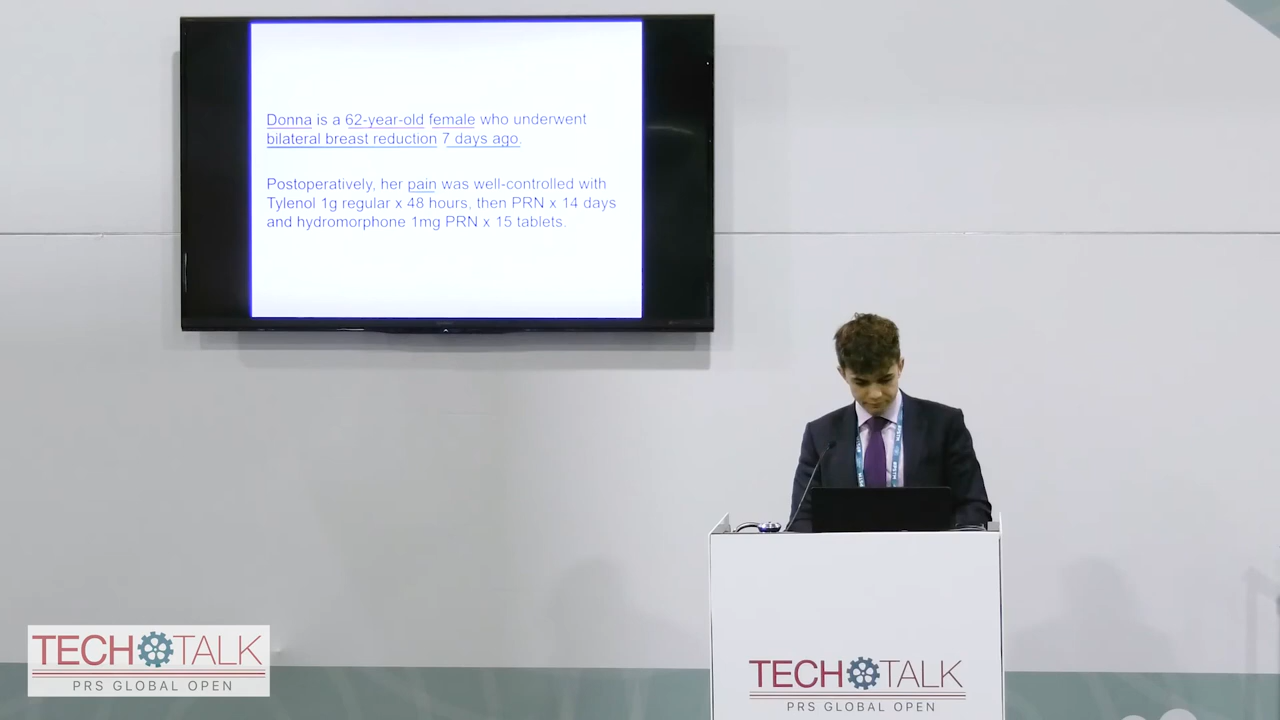 Donna is a 62-year-old female who underwent
bilateral breast reduction 7 days ago.
Postoperatively, her pain was well-controlled with
Tylenol 1g regular x 48 hours, then PRN x 14 days
and hydromorphone 1mg PRN x 15 tablets.
TECH TALK
PRS GLOBAL OPEN
TECH TALK
PRS GLOBAL OPEN